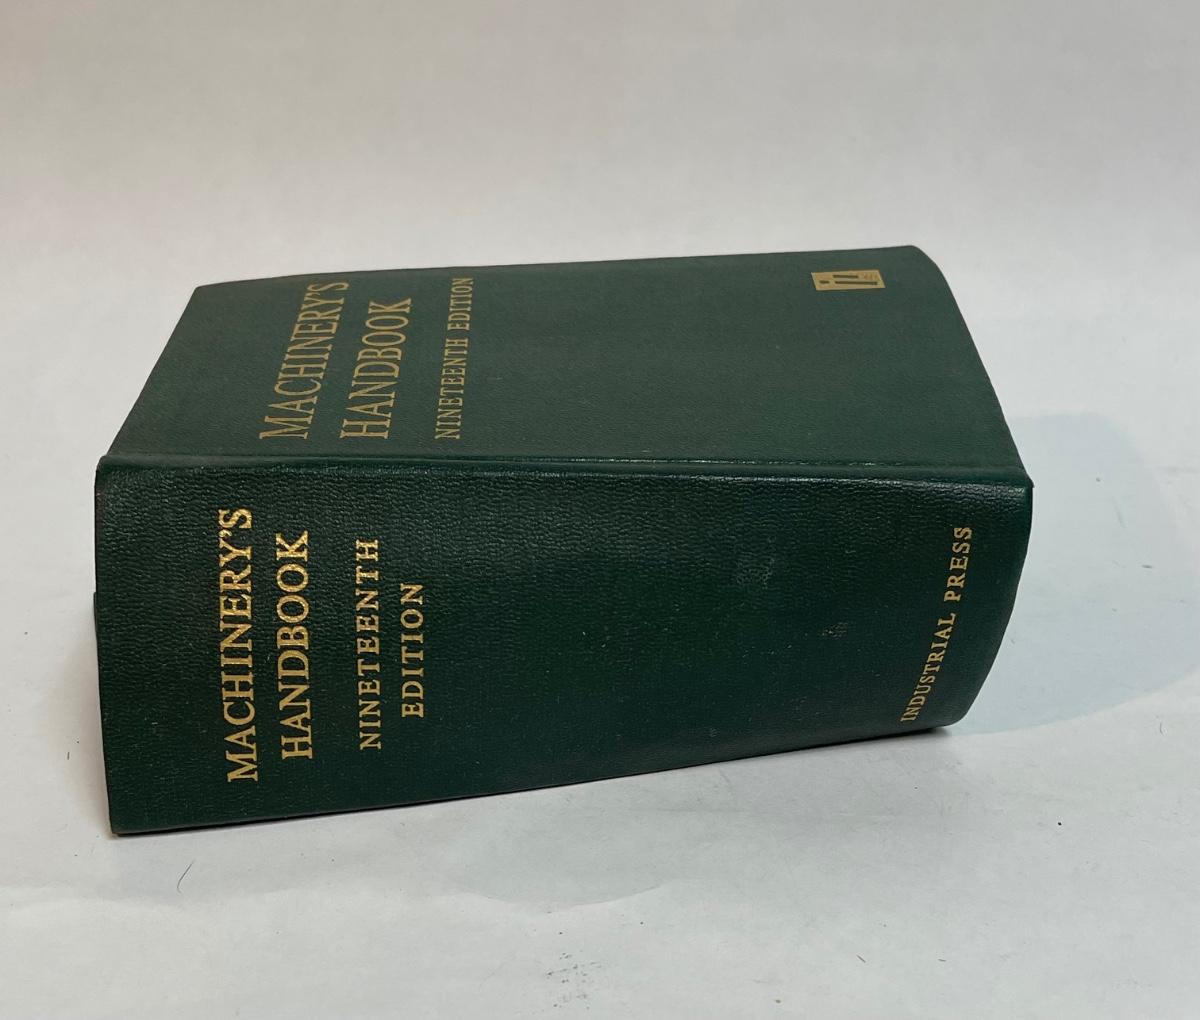 MACHINERY'S
HANDBOOK
NINETEENTH EDITION
MACHINERY'S
HANDBOOK
NINETEENTH
EDITION
INDUSTRIAL PRESS